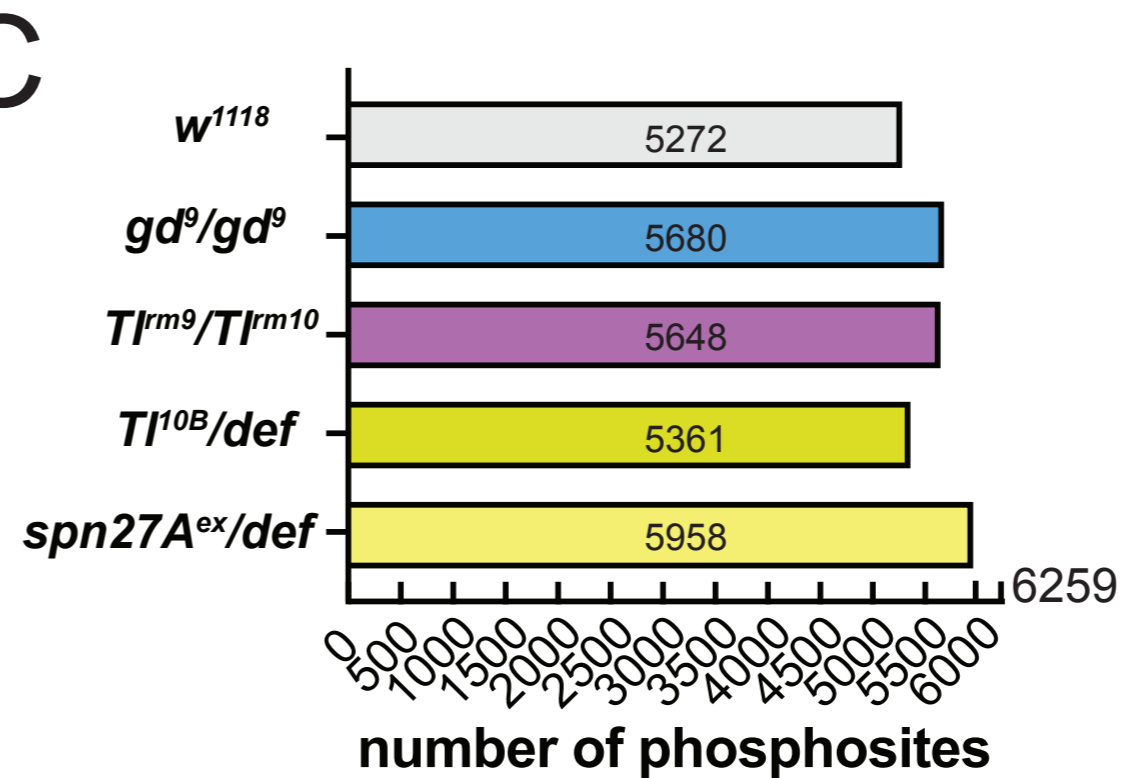 C
w¹¹¹⁸
5272
gd⁹/gd⁹
5680
Tlʳᵐ⁹/Tlʳᵐ¹⁰
5648
Tl¹⁰ᴮ/def
5361
spn27Aᵉˣ/def
5958
6259
0 500 1000 1500 2000 2500 3000 3500 4000 4500 5000 5500 6000
number of phosphosites